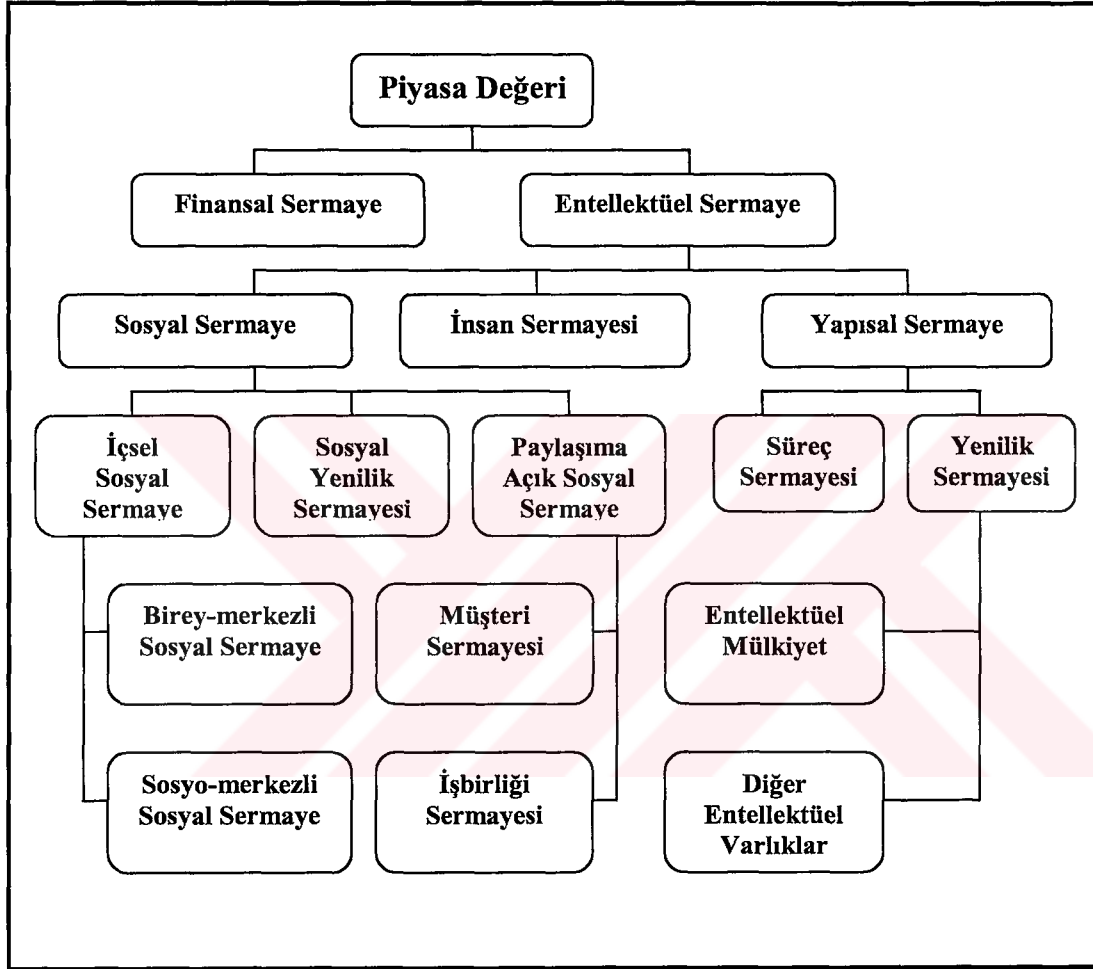 Piyasa Değeri
Finansal Sermaye
Entellektüel Sermaye
Sosyal Sermaye
İnsan Sermayesi
Yapısal Sermaye
İçsel
Sosyal
Sermaye
Sosyal
Yenilik
Sermayesi
Paylaşıma
Açık Sosyal
Sermaye
Süreç
Sermayesi
Yenilik
Sermayesi
Birey-merkezli
Sosyal Sermaye
Müşteri
Sermayesi
Entellektüel
Mülkiyet
Sosyo-merkezli
Sosyal Sermaye
İşbirliği
Sermayesi
Diğer
Entellektüel
Varlıklar